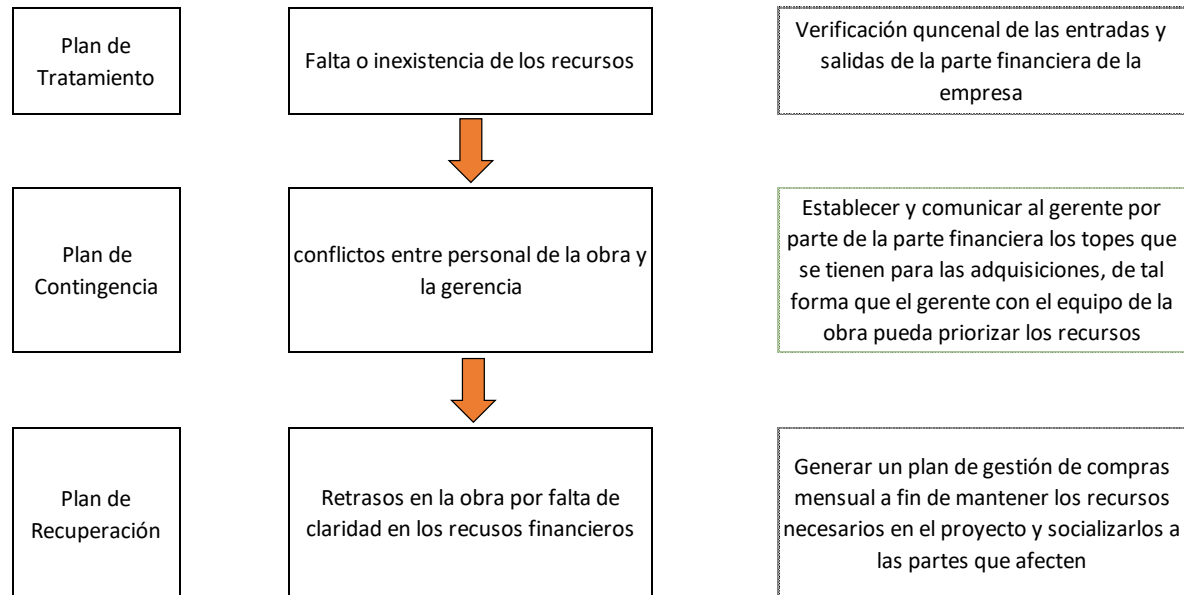 Plan de
Tratamiento
Falta o inexistencia de los recursos
Verificación quncenal de las entradas y
salidas de la parte financiera de la
empresa
Plan de
Contingencia
conflictos entre personal de la obra y
la gerencia
Establecer y comunicar al gerente por
parte de la parte financiera los topes que
se tienen para las adquisiciones, de tal
forma que el gerente con el equipo de la
obra pueda priorizar los recursos
Plan de
Recuperación
Retrasos en la obra por falta de
claridad en los recusos financieros
Generar un plan de gestión de compras
mensual a fin de mantener los recursos
necesarios en el proyecto y socializarlos a
las partes que afecten